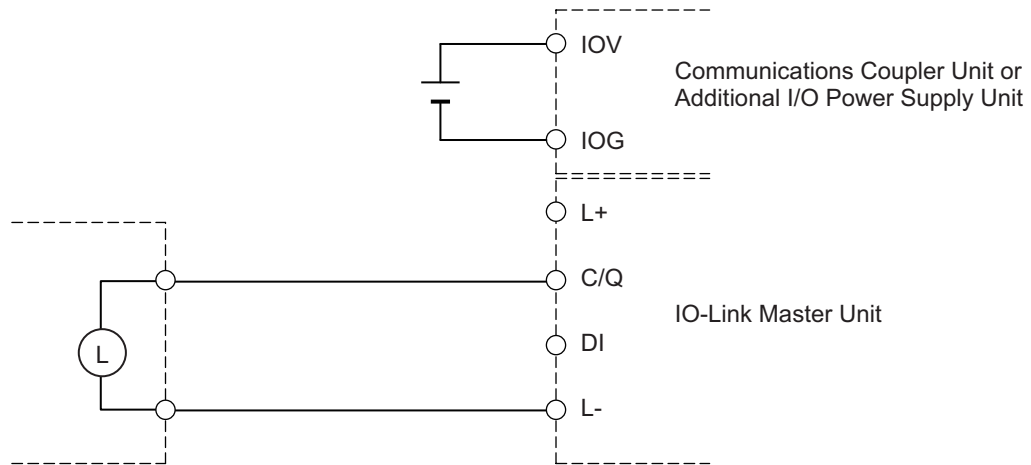 IOV
Communications Coupler Unit or
Additional I/O Power Supply Unit
IOG
L+
C/Q
IO-Link Master Unit
DI
L
L-